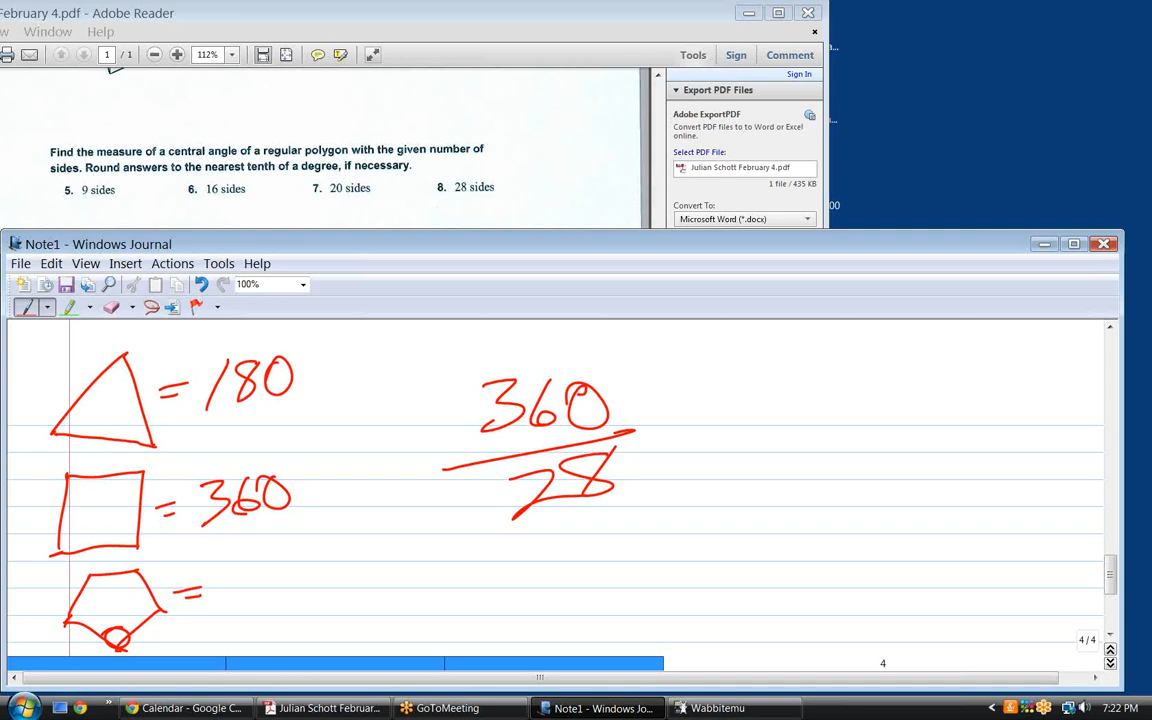 February 4.pdf - Adobe Reader
w Window Help
1 / 1 112% Tools Sign Comment
Sign In
Export PDF Files
Adobe ExportPDF
Convert PDF files to to Word or Excel
online.
Select PDF File:
Julian Schott February 4.pdf
1 file / 435 KB
Convert To:
Microsoft Word (*.docx)
Find the measure of a central angle of a regular polygon with the given number of
sides. Round answers to the nearest tenth of a degree, if necessary.
5. 9 sides 6. 16 sides 7. 20 sides 8. 28 sides
Note1 - Windows Journal
File Edit View Insert Actions Tools Help
100%
= 180
= 360
=
360
28
4 / 4
4
Calendar - Google C... Julian Schott Februar... GoToMeeting Note1 - Windows Jo... Wabbitemu 7:22 PM